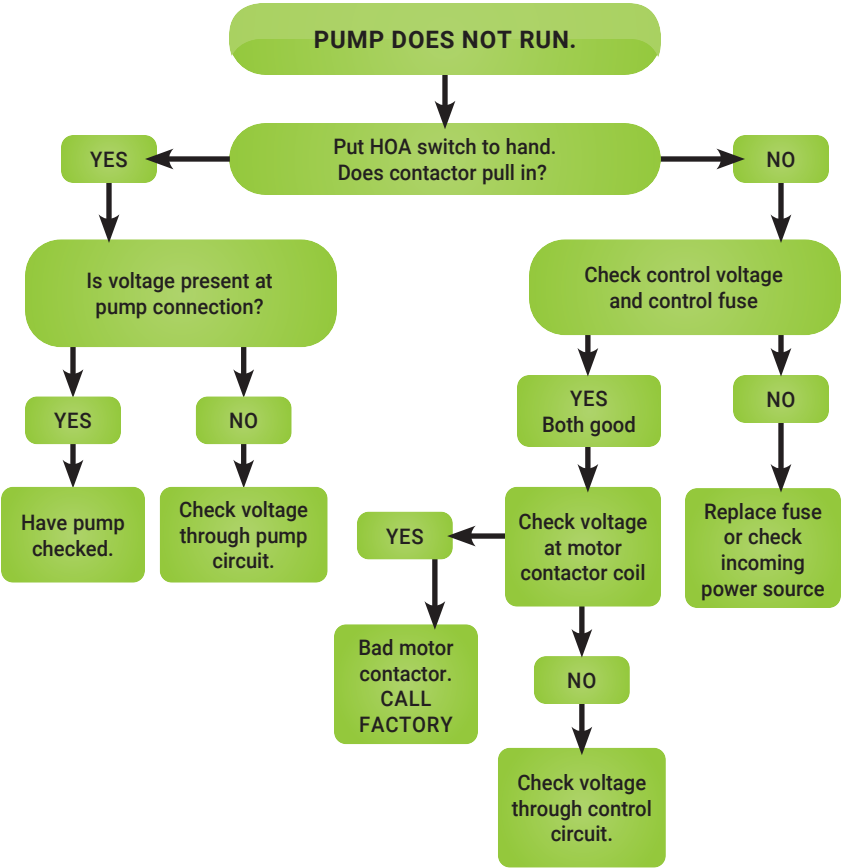 PUMP DOES NOT RUN.
Put HOA switch to hand.
Does contactor pull in?
YES
NO
Is voltage present at
pump connection?
Check control voltage
and control fuse
YES
NO
YES
Both good
NO
Have pump
checked.
Check voltage
through pump
circuit.
YES
Check voltage
at motor
contactor coil
Replace fuse
or check
incoming
power source
Bad motor
contactor.
CALL
FACTORY
NO
Check voltage
through control
circuit.